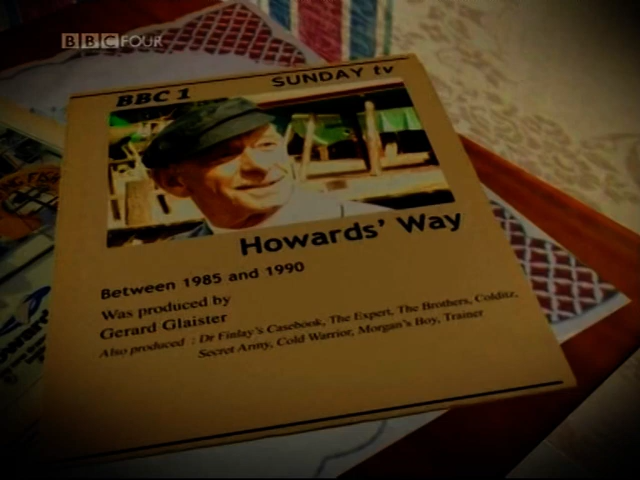 BBC FOUR
BBC 1 SUNDAY tv
Howards' Way
Between 1985 and 1990
Was produced by
Gerard Glaister
Also produced : Dr Finlay's Casebook, The Expert, The Brothers, Colditz,
Secret Army, Cold Warrior, Morgan's Boy, Trainer